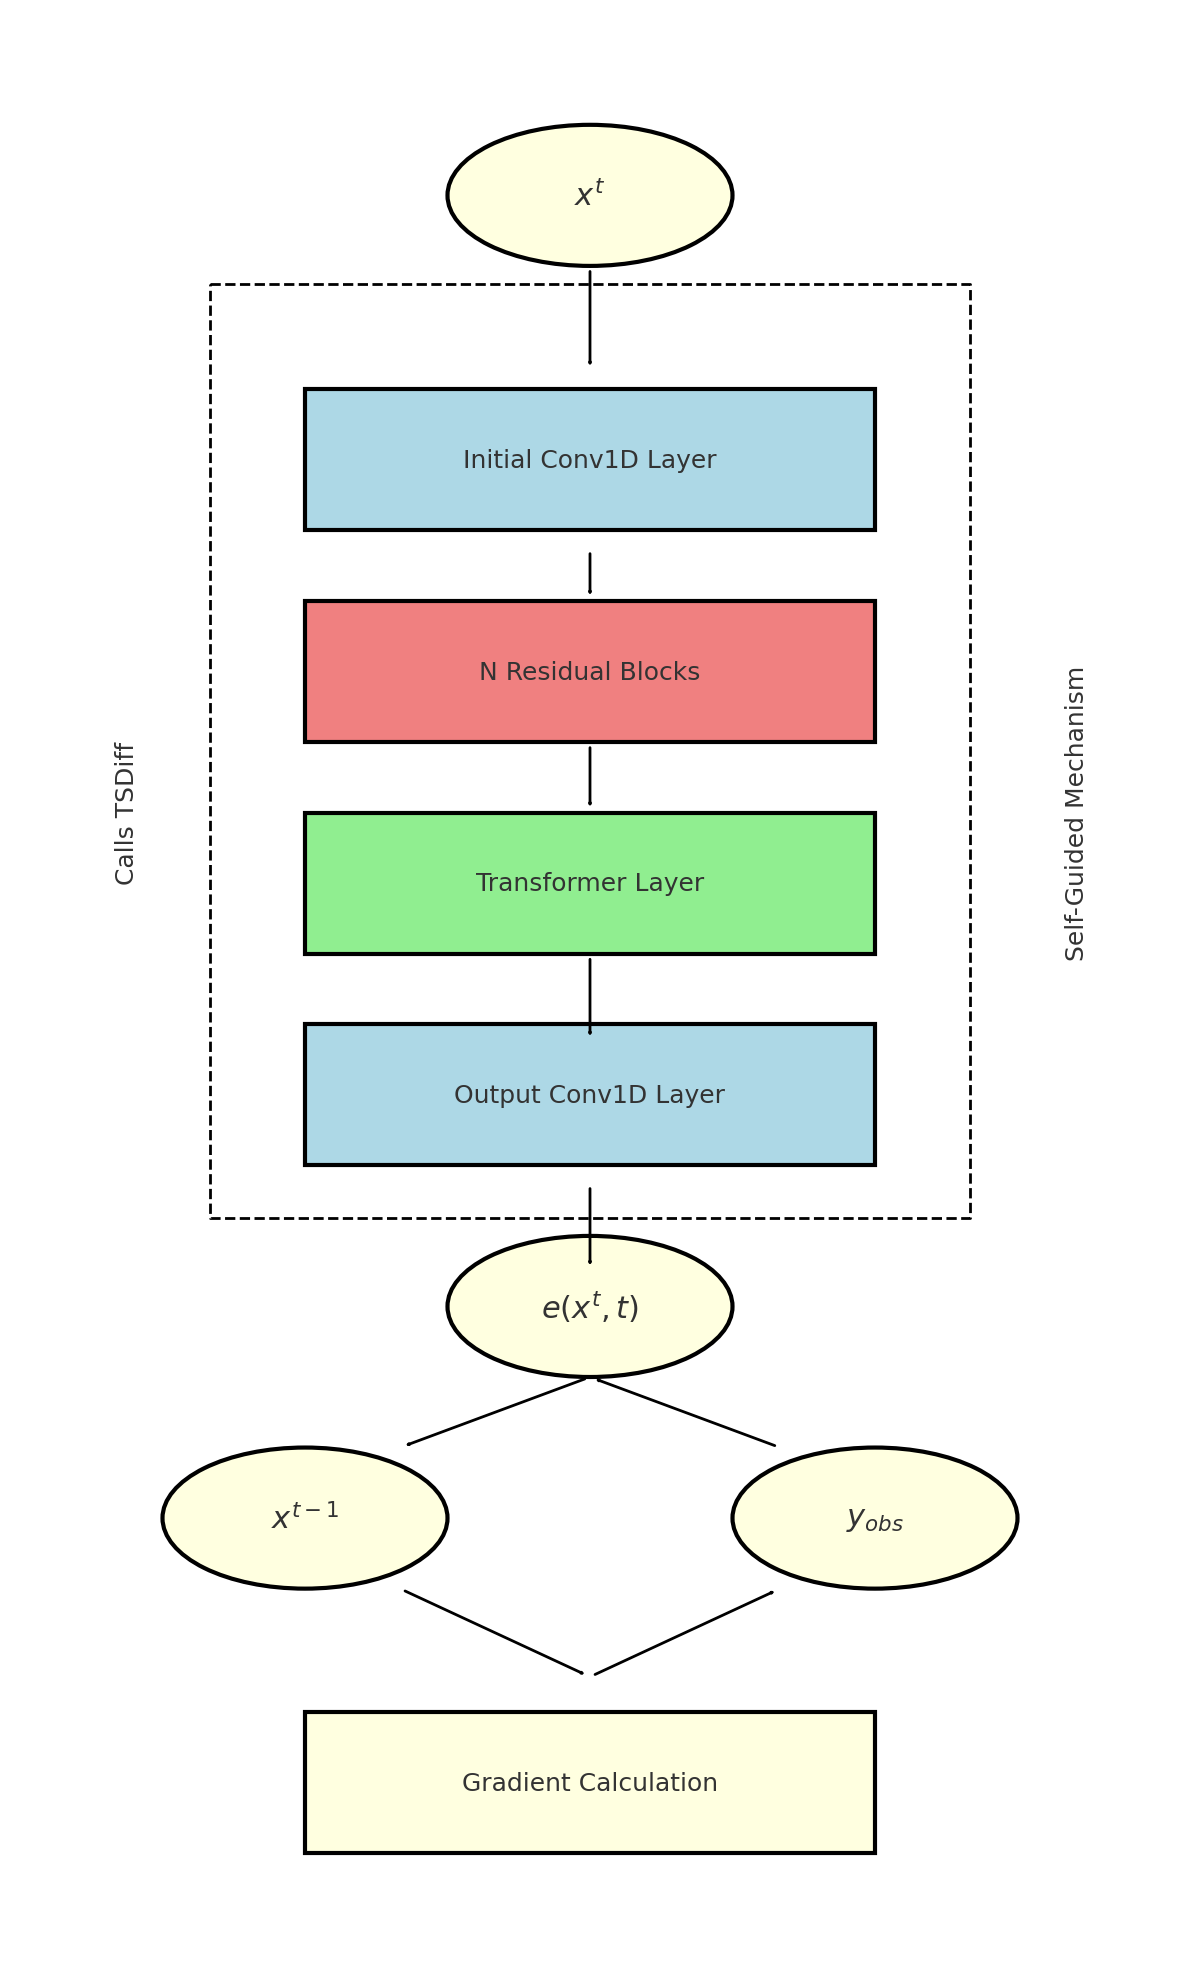 x^t
Initial Conv1D Layer
N Residual Blocks
Calls TSDiff
Self-Guided Mechanism
Transformer Layer
Output Conv1D Layer
e(x^t, t)
x^{t-1}
y_{obs}
Gradient Calculation